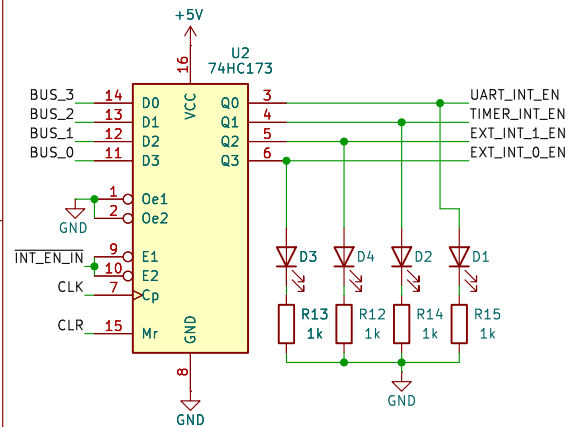 +5V
U2
74HC173
16
VCC
BUS_3 14 D0 Q0 3 UART_INT_EN
BUS_2 13 D1 Q1 4 TIMER_INT_EN
BUS_1 12 D2 Q2 5 EXT_INT_1_EN
BUS_0 11 D3 Q3 6 EXT_INT_0_EN
1 Oe1
2 Oe2
GND
INT_EN_IN
9 E1
10 E2
CLK 7 Cp
CLR 15 Mr
GND
8
GND
D3 D4 D2 D1
R13 R12 R14 R15
1k 1k 1k 1k
GND